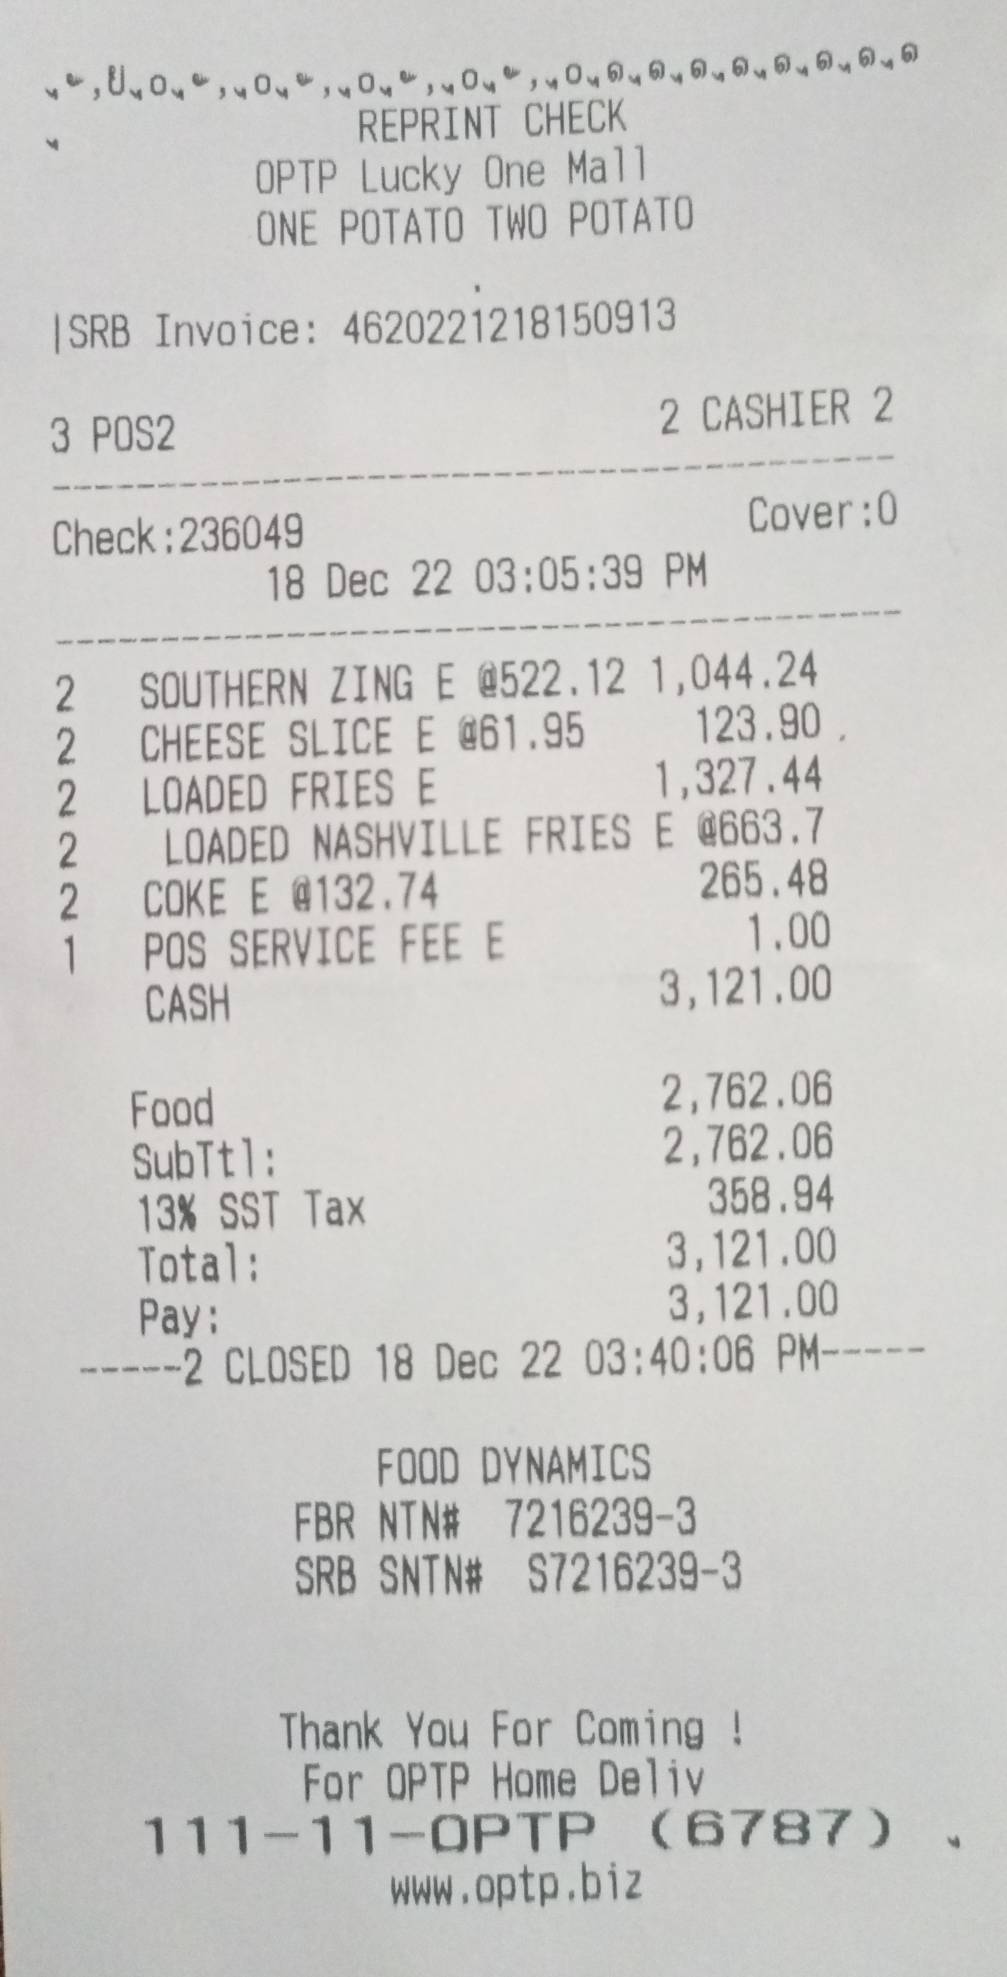 REPRINT CHECK
OPTP Lucky One Mall
ONE POTATO TWO POTATO
|SRB Invoice: 4620221218150913
3 POS2 2 CASHIER 2
Check:236049 Cover:0
18 Dec 22 03:05:39 PM
2 SOUTHERN ZING E @522.12 1,044.24
2 CHEESE SLICE E @61.95 123.90
2 LOADED FRIES E 1,327.44
2 LOADED NASHVILLE FRIES E @663.7
2 COKE E @132.74 265.48
1 POS SERVICE FEE E 1.00
CASH 3,121.00
Food 2,762.06
SubTtl: 2,762.06
13% SST Tax 358.94
Total: 3,121.00
Pay: 3,121.00
-----2 CLOSED 18 Dec 22 03:40:06 PM-----
FOOD DYNAMICS
FBR NTN# 7216239-3
SRB SNTN# S7216239-3
Thank You For Coming !
For OPTP Home Deliv
111-11-OPTP (6787)
www.optp.biz